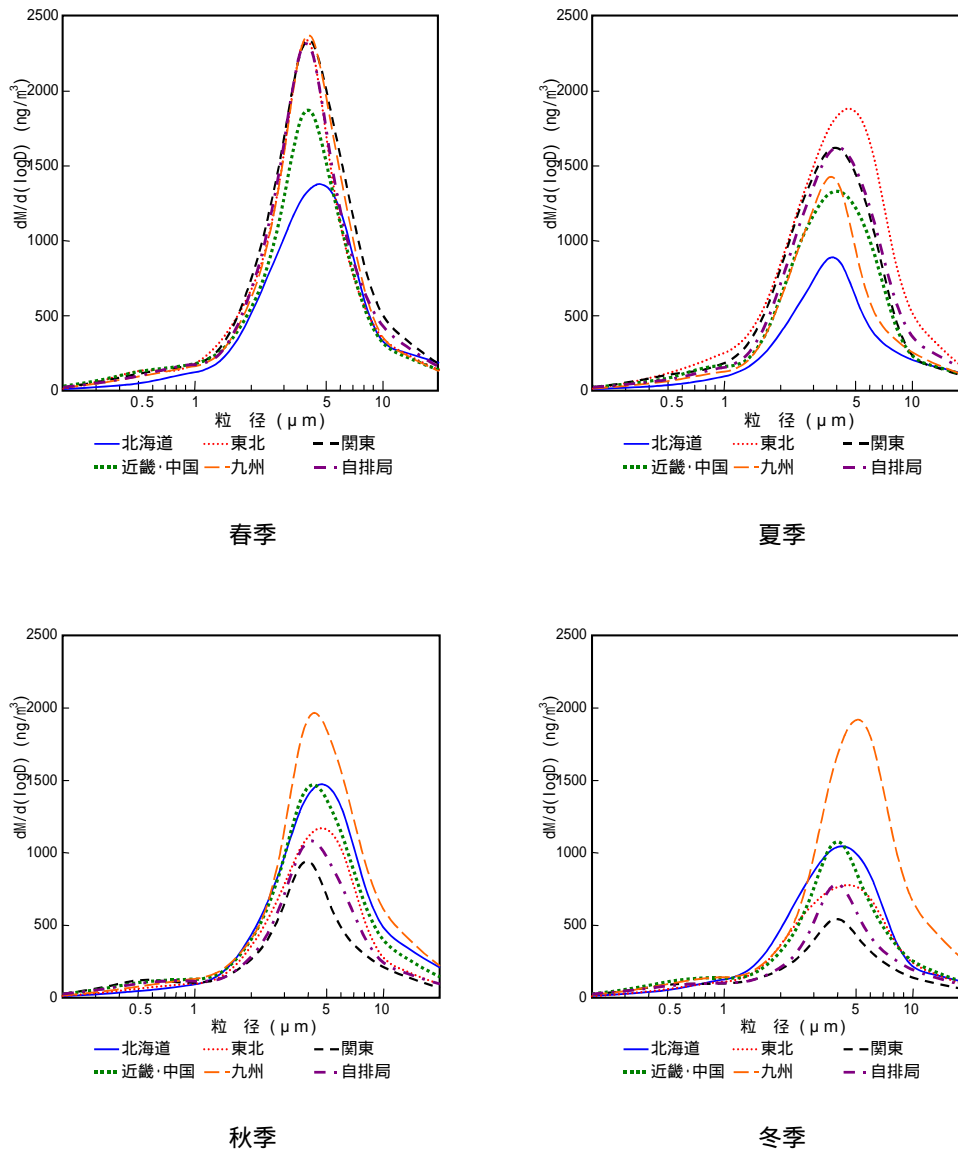 2500
2000
1500
1000
500
0
dM/d(logD) (ng/㎥)
0.5 1 5 10
粒 径 (μm)
北海道 東北 関東
近畿･中国 九州 自排局
春季
2500
2000
1500
1000
500
0
dM/d(logD) (ng/㎥)
0.5 1 5 10
粒 径 (μm)
北海道 東北 関東
近畿･中国 九州 自排局
夏季
2500
2000
1500
1000
500
0
dM/d(logD) (ng/㎥)
0.5 1 5 10
粒 径 (μm)
北海道 東北 関東
近畿･中国 九州 自排局
秋季
2500
2000
1500
1000
500
0
dM/d(logD) (ng/㎥)
0.5 1 5 10
粒 径 (μm)
北海道 東北 関東
近畿･中国 九州 自排局
冬季